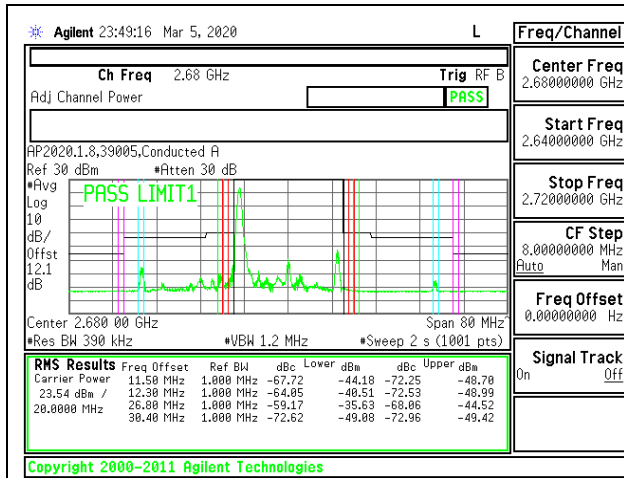 Agilent 23:49:16 Mar 5, 2020 L
Ch Freq 2.68 GHz Trig RF B
Adj Channel Power PASS
AP2020.1.8,39005,Conducted A
Ref 30 dBm #Atten 30 dB
#Avg
Log
10
dB/
Offst
12.1
dB
PASS LIMIT1
Center 2.680 00 GHz Span 80 MHz
#Res BW 390 kHz #VBW 1.2 MHz #Sweep 2 s (1001 pts)
RMS Results Freq Offset Ref BW dBc Lower dBm dBc Upper dBm
Carrier Power 11.50 MHz 1.000 MHz -67.72 -44.18 -72.25 -48.70
23.54 dBm / 12.30 MHz 1.000 MHz -64.05 -40.51 -72.53 -48.99
20.0000 MHz 26.80 MHz 1.000 MHz -59.17 -35.63 -68.06 -44.52
30.40 MHz 1.000 MHz -72.62 -49.08 -72.96 -49.42
Copyright 2000-2011 Agilent Technologies
Freq/Channel
Center Freq
2.68000000 GHz
Start Freq
2.64000000 GHz
Stop Freq
2.72000000 GHz
CF Step
8.00000000 MHz
Auto Man
Freq Offset
0.00000000 Hz
Signal Track
On Off